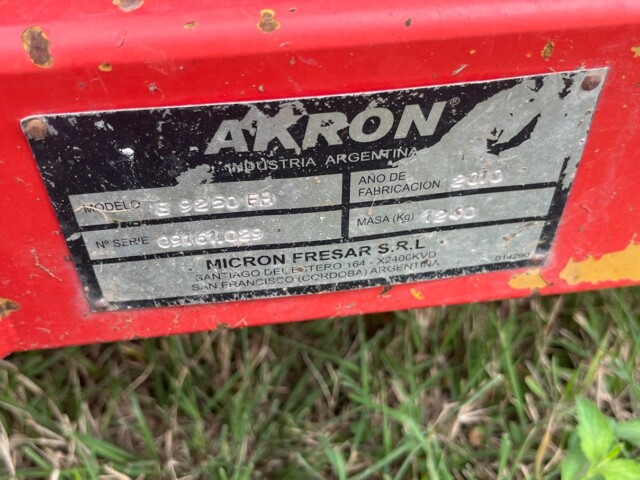 AKRON®
INDUSTRIA ARGENTINA
MODELO
AÑO DE FABRICACION 2010
Nº SERIE
MASA (Kg)
MICRON FRESAR S.R.L
SANTIAGO DEL ESTERO 164 - X2400KVD
SAN FRANCISCO (CORDOBA) ARGENTINA